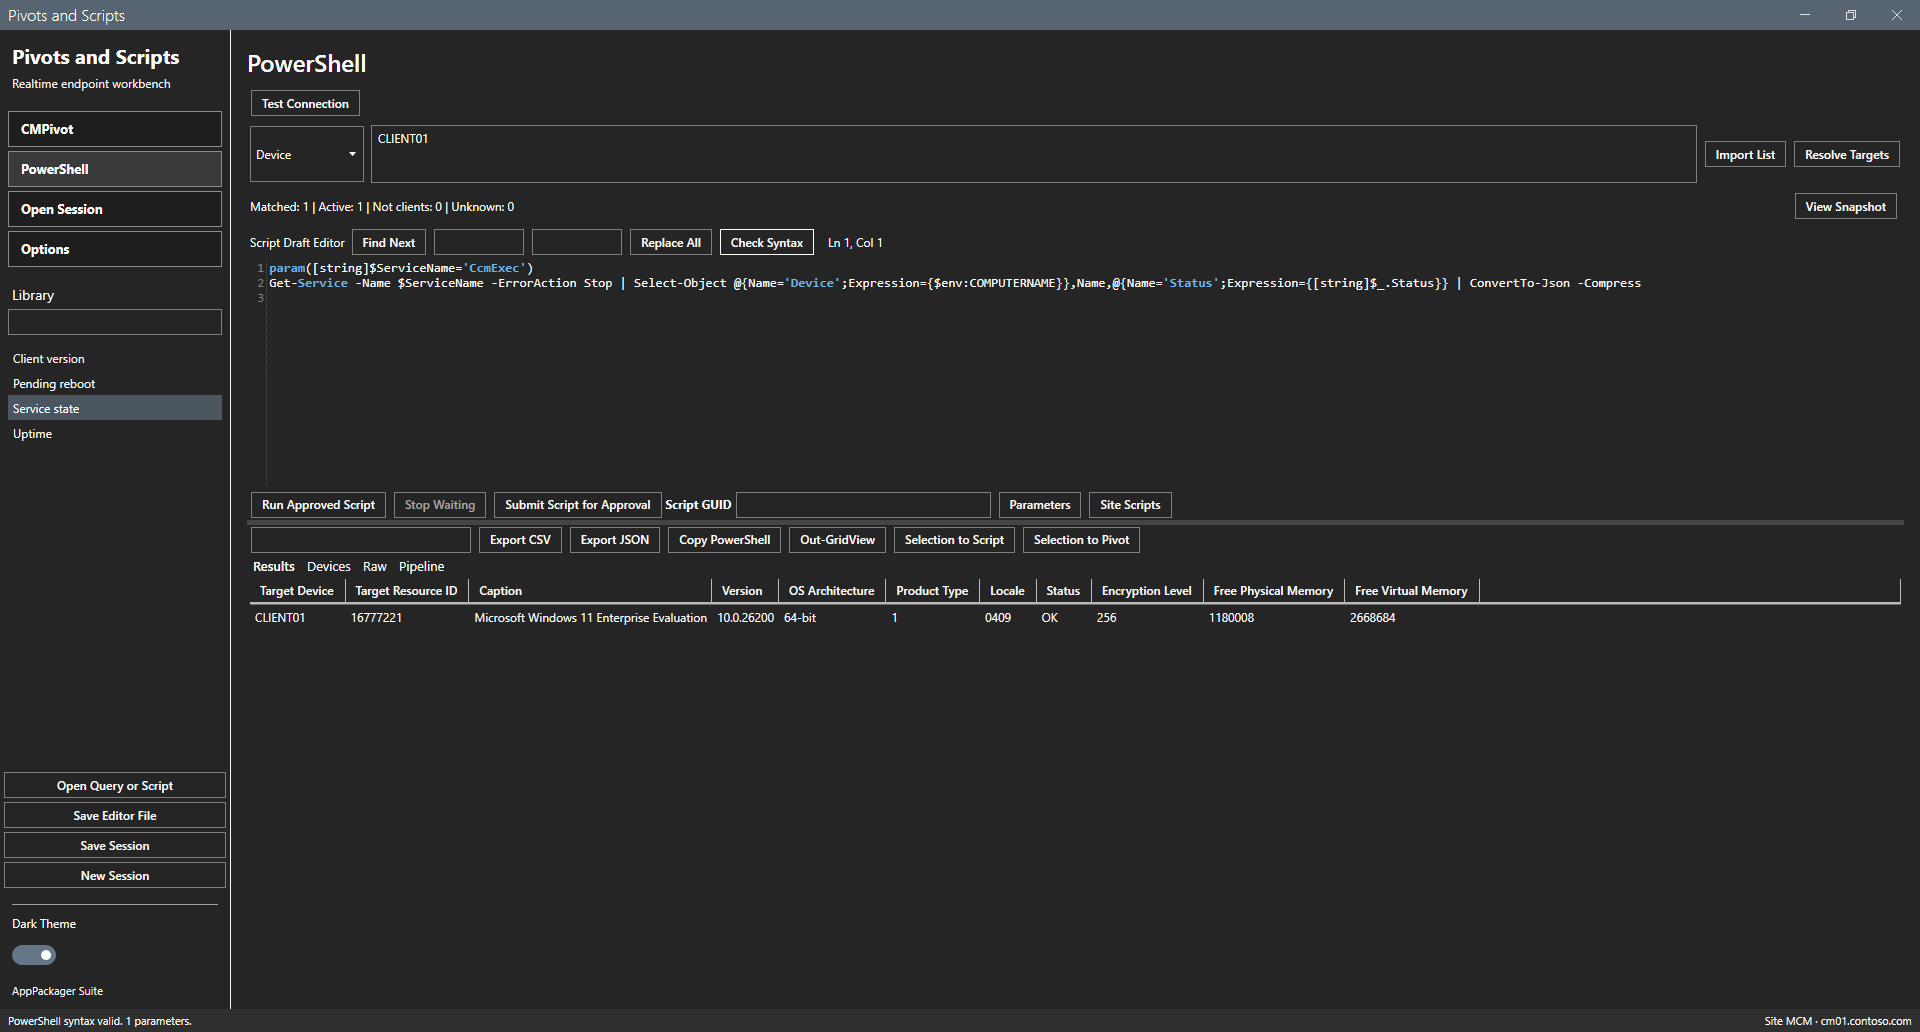 Pivots and Scripts
Pivots and Scripts
Realtime endpoint workbench
CMPivot
PowerShell
Open Session
Options
Library
Client version
Pending reboot
Service state
Uptime
Open Query or Script
Save Editor File
Save Session
New Session
Dark Theme
AppPackager Suite
PowerShell
Test Connection
Device
CLIENT01
Import List
Resolve Targets
Matched: 1 | Active: 1 | Not clients: 0 | Unknown: 0
View Snapshot
Script Draft Editor Find Next Replace All Check Syntax Ln 1, Col 1
1 param([string]$ServiceName='CcmExec')
2 Get-Service -Name $ServiceName -ErrorAction Stop | Select-Object @{Name='Device';Expression={$env:COMPUTERNAME}},Name,@{Name='Status';Expression={[string]$_.Status}} | ConvertTo-Json -Compress
3
Run Approved Script Stop Waiting Submit Script for Approval Script GUID Parameters Site Scripts
Export CSV Export JSON Copy PowerShell Out-GridView Selection to Script Selection to Pivot
Results Devices Raw Pipeline
Target Device Target Resource ID Caption Version OS Architecture Product Type Locale Status Encryption Level Free Physical Memory Free Virtual Memory
CLIENT01 16777221 Microsoft Windows 11 Enterprise Evaluation 10.0.26200 64-bit 1 0409 OK 256 1180008 2668684
PowerShell syntax valid. 1 parameters.
Site MCM · cm01.contoso.com